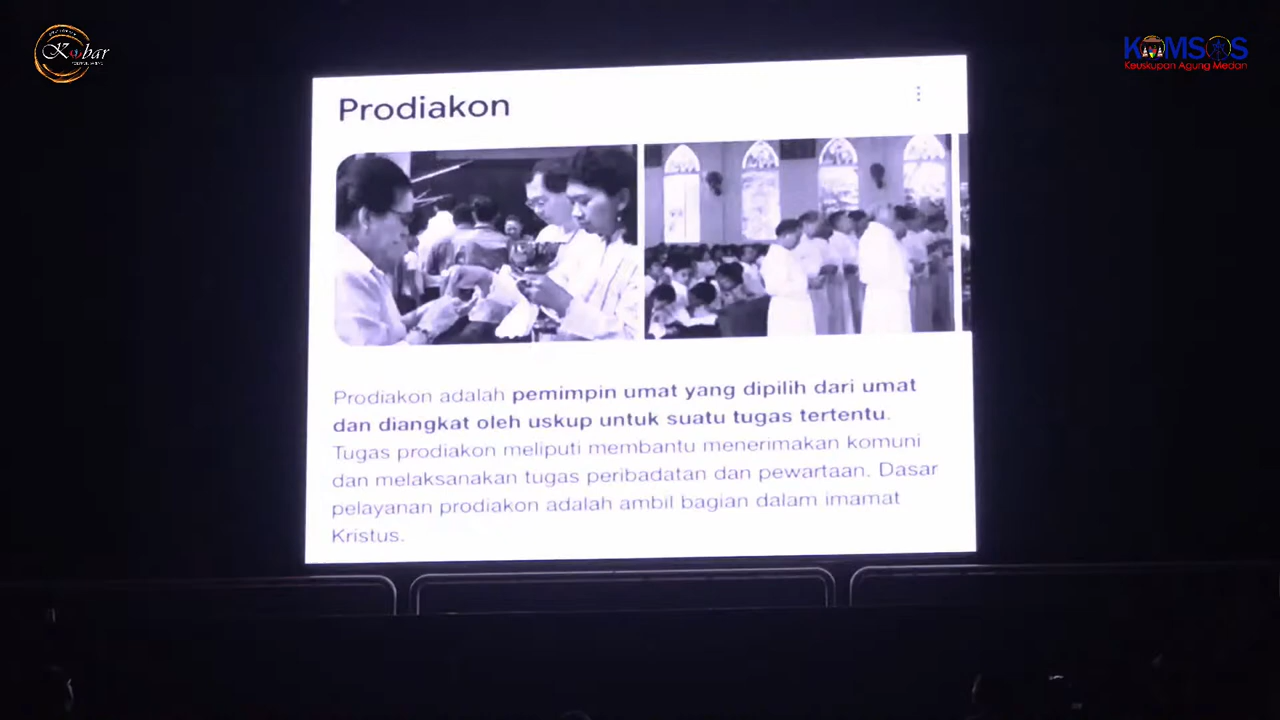 Kobar
KOMSOS
Keuskupan Agung Medan
Prodiakon
Prodiakon adalah pemimpin umat yang dipilih dari umat
dan diangkat oleh uskup untuk suatu tugas tertentu.
Tugas prodiakon meliputi membantu menerimakan komuni
dan melaksanakan tugas peribadatan dan pewartaan. Dasar
pelayanan prodiakon adalah ambil bagian dalam imamat
Kristus.